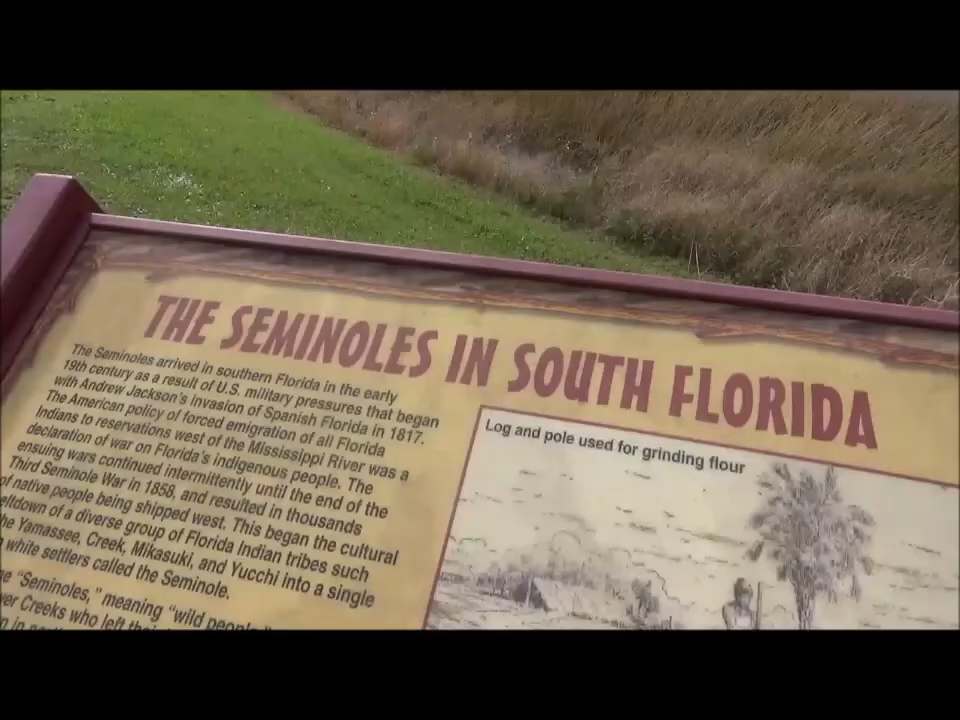 THE SEMINOLES IN SOUTH FLORIDA
The Seminoles arrived in southern Florida in the early
19th century as a result of U.S. military pressures that began
with Andrew Jackson's invasion of Spanish Florida in 1817.
The American policy of forced emigration of all Florida
Indians to reservations west of the Mississippi River was a
declaration of war on Florida's indigenous people. The
ensuing wars continued intermittently until the end of the
Third Seminole War in 1858, and resulted in thousands
of native people being shipped west. This began the cultural
of a diverse group of Florida Indian tribes such
Yamassee, Creek, Mikasuki, and Yucchi into a single
white settlers called the Seminole.
"Seminoles," meaning "wild people,"
Creeks who left
Log and pole used for grinding flour